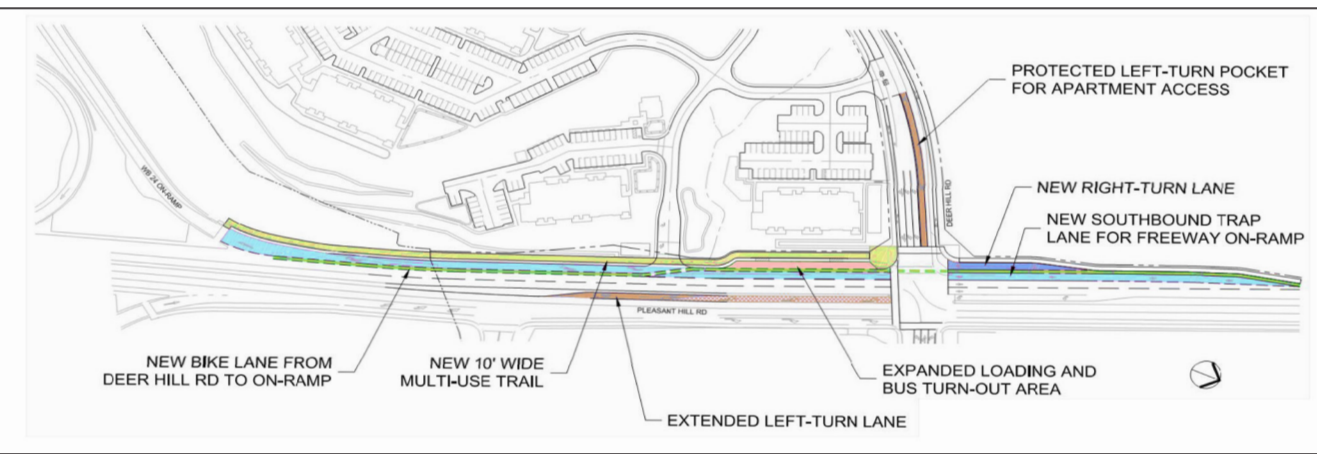 PROTECTED LEFT-TURN POCKET
FOR APARTMENT ACCESS
WB 24 ON-RAMP
DEER HILL RD
NEW RIGHT-TURN LANE
NEW SOUTHBOUND TRAP
LANE FOR FREEWAY ON-RAMP
PLEASANT HILL RD
NEW BIKE LANE FROM
DEER HILL RD TO ON-RAMP
NEW 10' WIDE
MULTI-USE TRAIL
EXPANDED LOADING AND
BUS TURN-OUT AREA
EXTENDED LEFT-TURN LANE